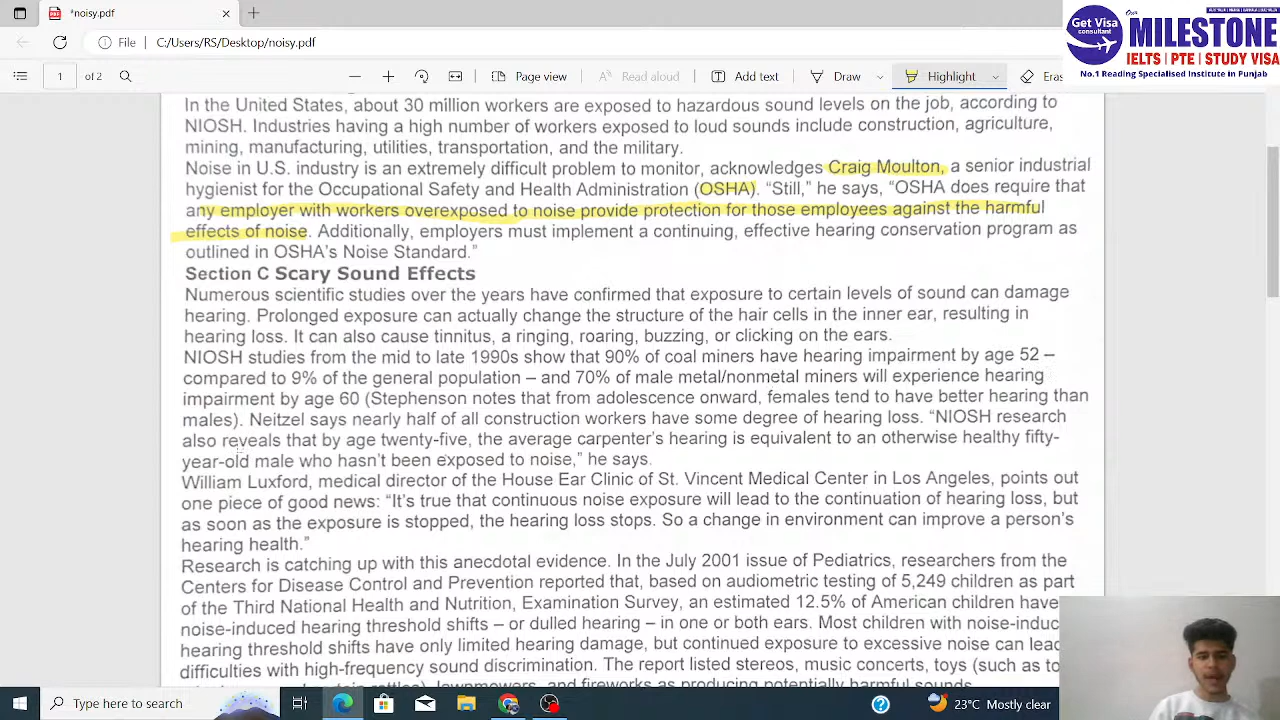 *noisy.pdf
File C:/Users/RS/Desktop/noisy.pdf
1 of 2 Page view Read aloud Add text Draw Highlight Eras
Get Visa consultant
Our
MILESTONE
IELTS | PTE | STUDY VISA
No.1 Reading Specialised Institute in Punjab
In the United States, about 30 million workers are exposed to hazardous sound levels on the job, according to
NIOSH. Industries having a high number of workers exposed to loud sounds include construction, agriculture,
mining, manufacturing, utilities, transportation, and the military.
Noise in U.S. industry is an extremely difficult problem to monitor, acknowledges Craig Moulton, a senior industrial
hygienist for the Occupational Safety and Health Administration (OSHA). “Still,” he says, “OSHA does require that
any employer with workers overexposed to noise provide protection for those employees against the harmful
effects of noise. Additionally, employers must implement a continuing, effective hearing conservation program as
outlined in OSHA’s Noise Standard.”
Section C Scary Sound Effects
Numerous scientific studies over the years have confirmed that exposure to certain levels of sound can damage
hearing. Prolonged exposure can actually change the structure of the hair cells in the inner ear, resulting in
hearing loss. It can also cause tinnitus, a ringing, roaring, buzzing, or clicking on the ears.
NIOSH studies from the mid to late 1990s show that 90% of coal miners have hearing impairment by age 52 –
compared to 9% of the general population – and 70% of male metal/nonmetal miners will experience hearing
impairment by age 60 (Stephenson notes that from adolescence onward, females tend to have better hearing than
males). Neitzel says nearly half of all construction workers have some degree of hearing loss. “NIOSH research
also reveals that by age twenty-five, the average carpenter’s hearing is equivalent to an otherwise healthy fifty-
year-old male who hasn’t been exposed to noise,” he says.
William Luxford, medical director of the House Ear Clinic of St. Vincent Medical Center in Los Angeles, points out
one piece of good news: “It’s true that continuous noise exposure will lead to the continuation of hearing loss, but
as soon as the exposure is stopped, the hearing loss stops. So a change in environment can improve a person’s
hearing health.”
Research is catching up with this anecdotal evidence. In the July 2001 issue of Pediatrics, researchers from the
Centers for Disease Control and Prevention reported that, based on audiometric testing of 5,249 children as part
of the Third National Health and Nutrition, Examination Survey, an estimated 12.5% of American children have
noise-induced hearing threshold shifts – or dulled hearing – in one or both ears. Most children with noise-induc
hearing threshold shifts have only limited hearing damage, but continued exposure to excessive noise can lead
difficulties with high-frequency sound discrimination. The report listed stereos, music concerts, toys (such as to
lawnmowers, and fireworks as producing potentially harmful sounds.
Type here to search 23°C Mostly clear